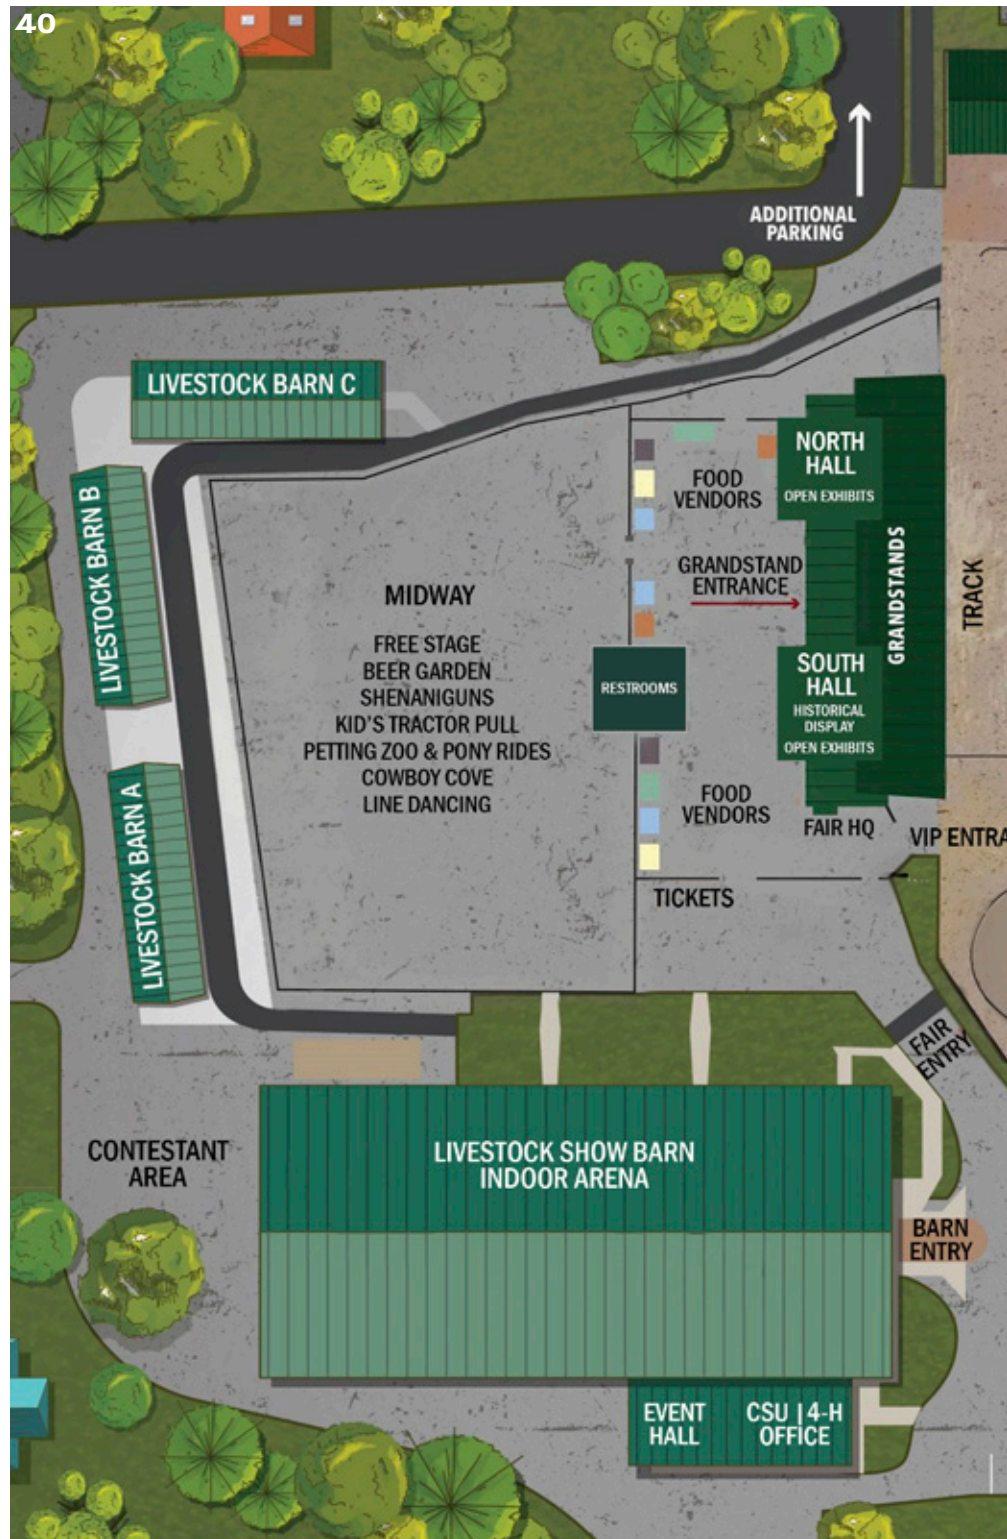 40
ADDITIONAL
PARKING
LIVESTOCK BARN C
NORTH
HALL
OPEN EXHIBITS
FOOD
VENDORS
LIVESTOCK BARN B
GRANDSTANDS
GRANDSTAND
ENTRANCE
TRACK
MIDWAY
FREE STAGE
BEER GARDEN
SHENANIGUNS
KID'S TRACTOR PULL
PETTING ZOO & PONY RIDES
COWBOY COVE
LINE DANCING
RESTROOMS
SOUTH
HALL
HISTORICAL
DISPLAY
OPEN EXHIBITS
LIVESTOCK BARN A
FOOD
VENDORS
FAIR HQ
VIP ENTRA
TICKETS
FAIR
ENTRY
CONTESTANT
AREA
LIVESTOCK SHOW BARN
INDOOR ARENA
BARN
ENTRY
EVENT
HALL
CSU | 4-H
OFFICE